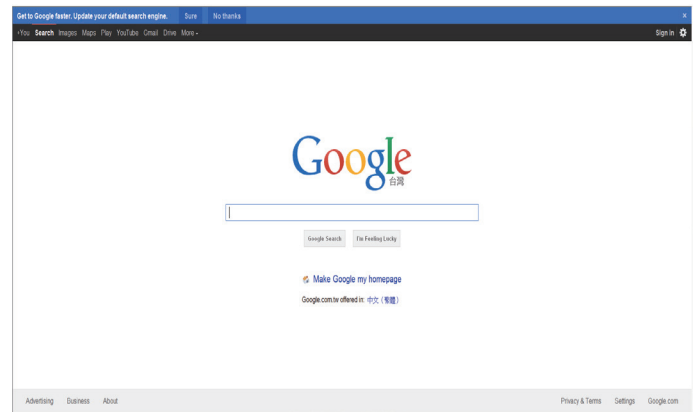 Get to Google faster. Update your default search engine. Sure No thanks x
+You Search Images Maps Play YouTube Gmail Drive More Sign in
Google
台灣
Google Search I'm Feeling Lucky
Make Google my homepage
Google.com.tw offered in: 中文（繁體）
Advertising Business About Privacy & Terms Settings Google.com